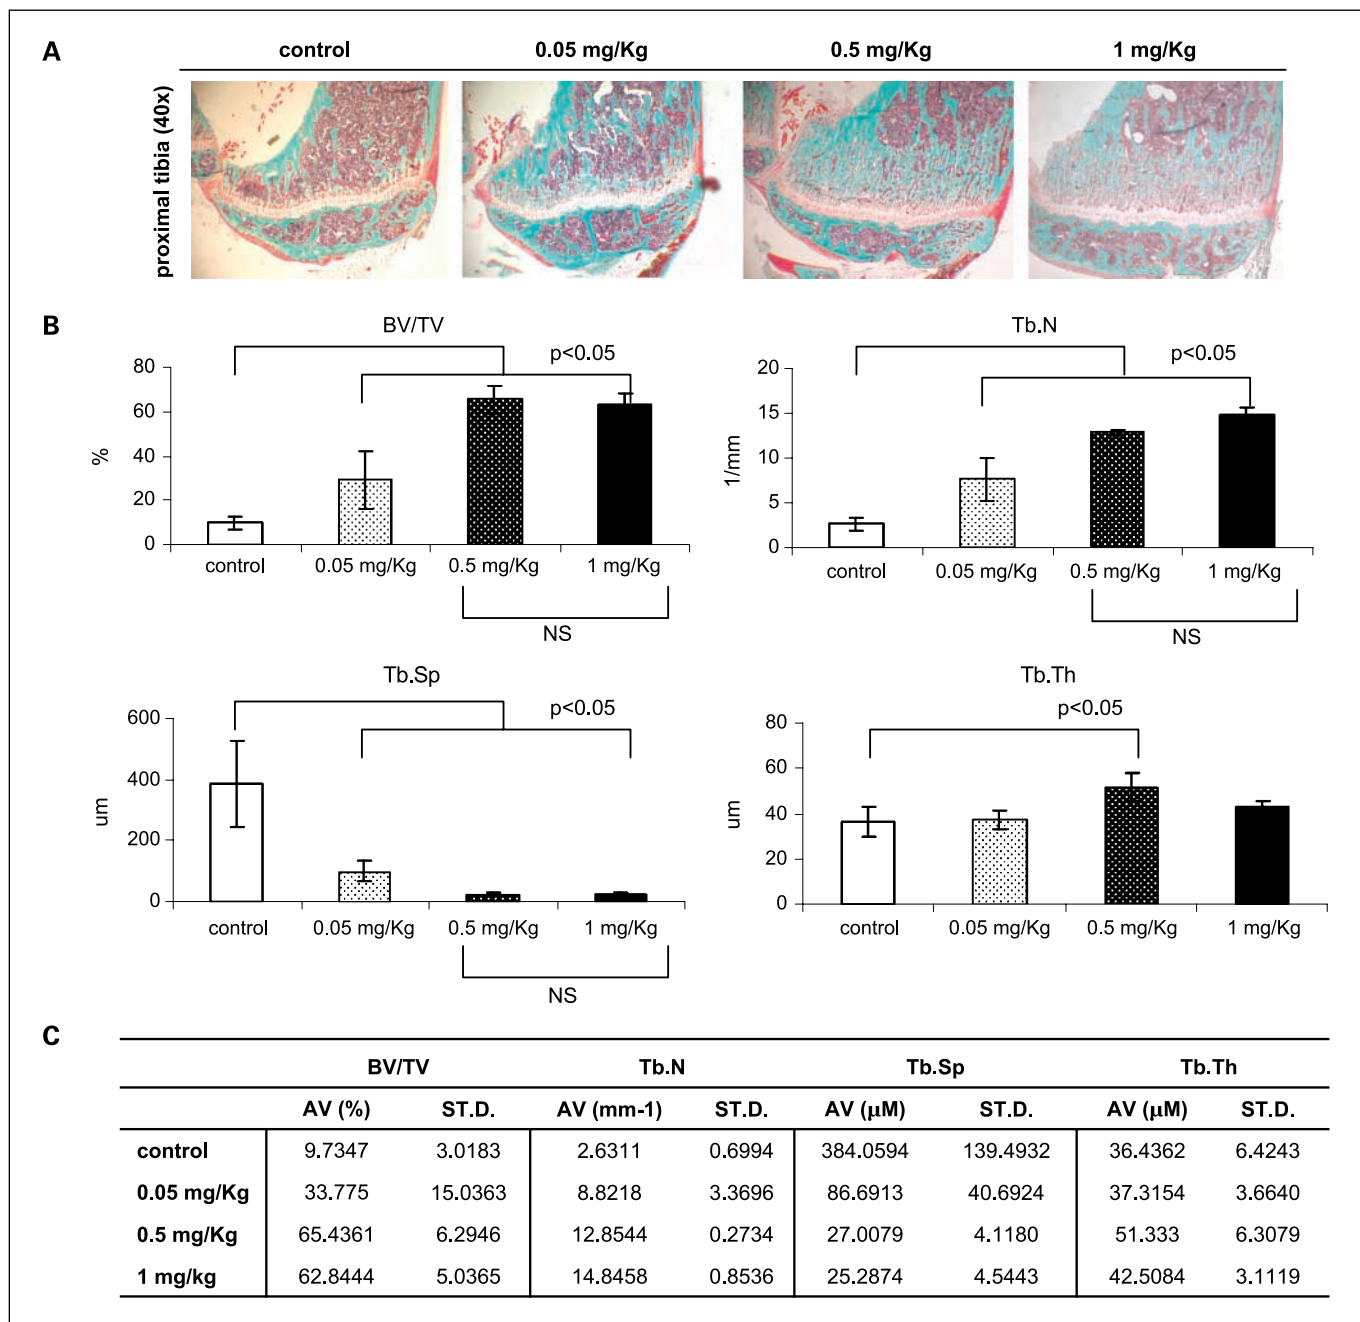 A
control 0.05 mg/Kg 0.5 mg/Kg 1 mg/Kg
proximal tibia (40x)
B
BV/TV
p<0.05
80
60
40
20
0
%
control 0.05 mg/Kg 0.5 mg/Kg 1 mg/Kg
NS
Tb.N
p<0.05
20
15
10
5
0
1/mm
control 0.05 mg/Kg 0.5 mg/Kg 1 mg/Kg
NS
Tb.Sp
p<0.05
600
400
200
0
um
control 0.05 mg/Kg 0.5 mg/Kg 1 mg/Kg
NS
Tb.Th
p<0.05
80
60
40
20
0
um
control 0.05 mg/Kg 0.5 mg/Kg 1 mg/Kg
C
BV/TV Tb.N Tb.Sp Tb.Th
AV (%) ST.D. AV (mm-1) ST.D. AV (μM) ST.D. AV (μM) ST.D.
control 9.7347 3.0183 2.6311 0.6994 384.0594 139.4932 36.4362 6.4243
0.05 mg/Kg 33.775 15.0363 8.8218 3.3696 86.6913 40.6924 37.3154 3.6640
0.5 mg/Kg 65.4361 6.2946 12.8544 0.2734 27.0079 4.1180 51.333 6.3079
1 mg/kg 62.8444 5.0365 14.8458 0.8536 25.2874 4.5443 42.5084 3.1119